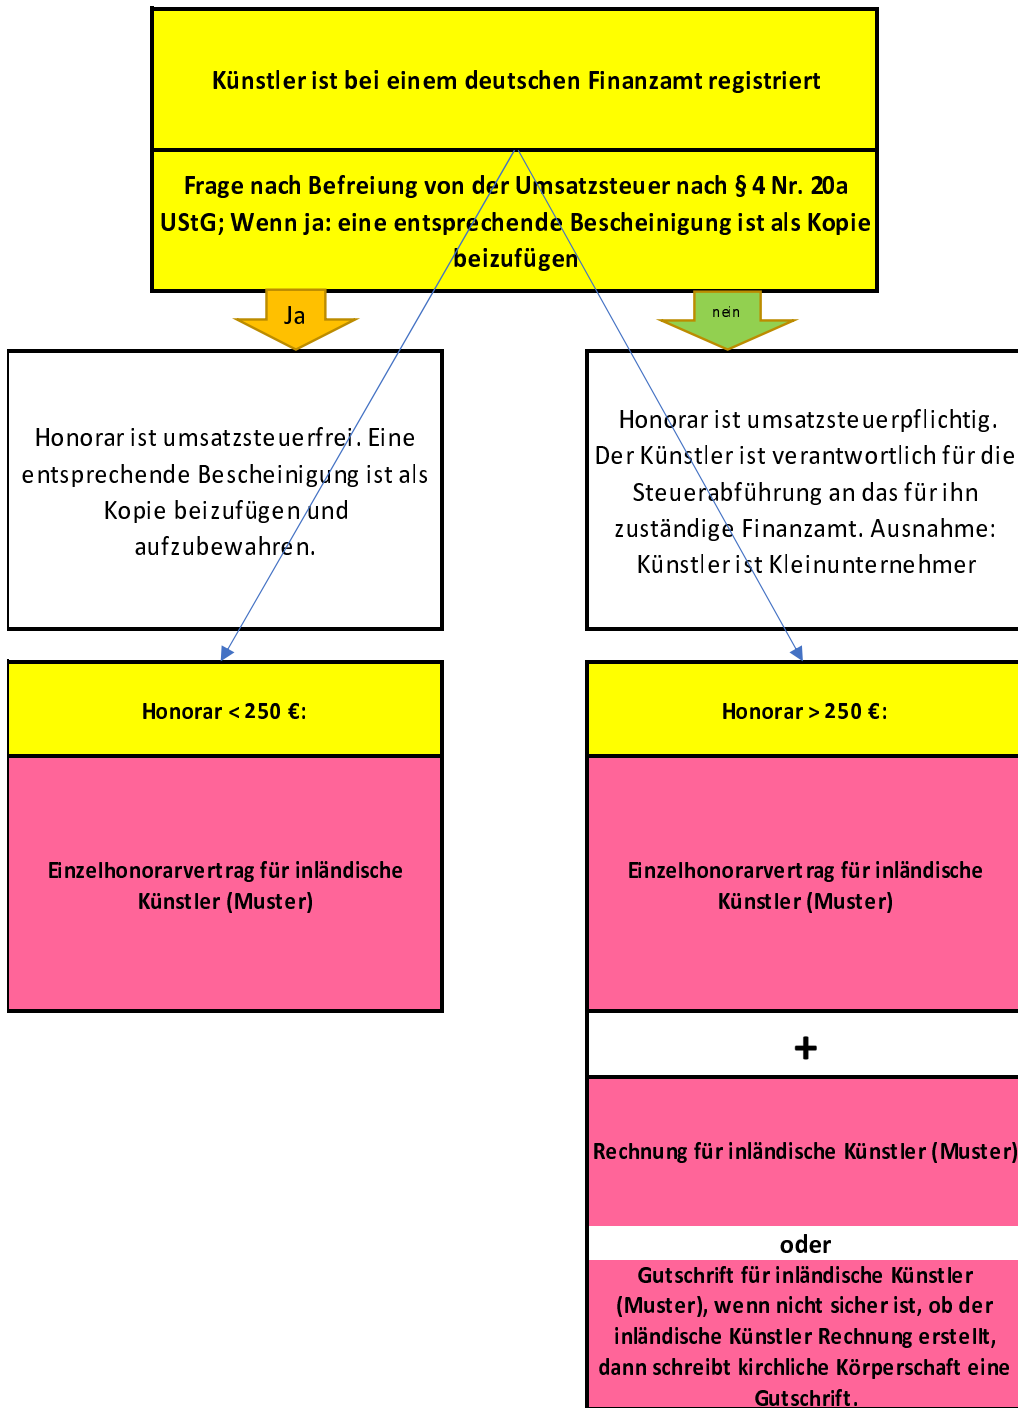 Künstler ist bei einem deutschen Finanzamt registriert
Frage nach Befreiung von der Umsatzsteuer nach § 4 Nr. 20a
UStG; Wenn ja: eine entsprechende Bescheinigung ist als Kopie
beizufügen
Ja
nein
Honorar ist umsatzsteuerfrei. Eine
entsprechende Bescheinigung ist als
Kopie beizufügen und
aufzubewahren.
Honorar ist umsatzsteuerpflichtig.
Der Künstler ist verantwortlich für die
Steuerabführung an das für ihn
zuständige Finanzamt. Ausnahme:
Künstler ist Kleinunternehmer
Honorar < 250 €:
Einzelhonorarvertrag für inländische
Künstler (Muster)
Honorar > 250 €:
Einzelhonorarvertrag für inländische
Künstler (Muster)
+
Rechnung für inländische Künstler (Muster)
oder
Gutschrift für inländische Künstler
(Muster), wenn nicht sicher ist, ob der
inländische Künstler Rechnung erstellt,
dann schreibt kirchliche Körperschaft eine
Gutschrift.